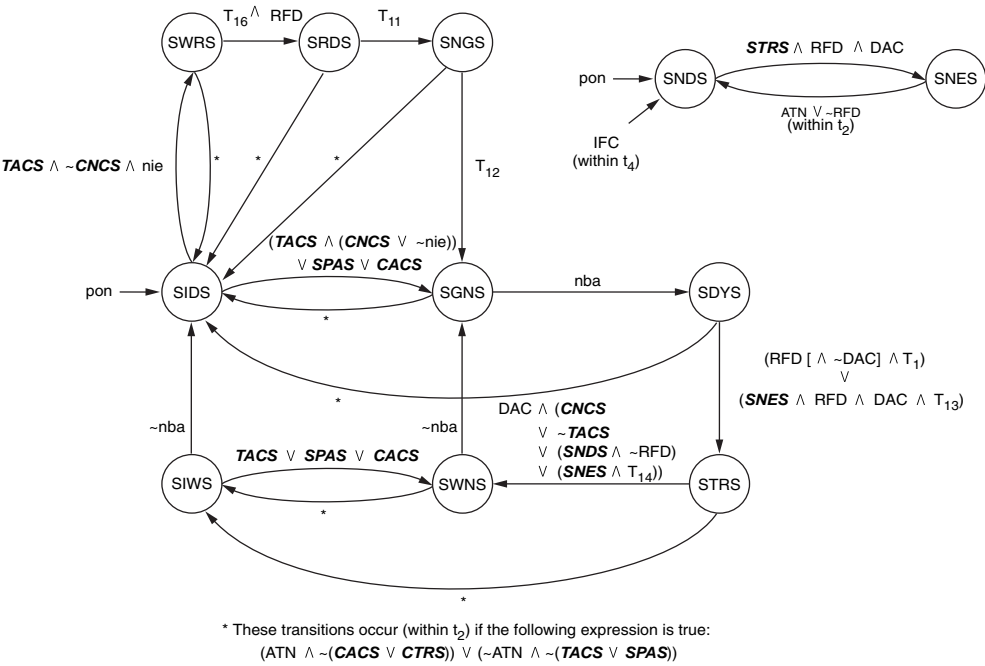 T16 ∧ RFD
T11
SWRS
SRDS
SNGS
STRS ∧ RFD ∧ DAC
pon
SNDS
SNES
ATN ∨ ~RFD
(within t2)
IFC
(within t4)
TACS ∧ ~CNCS ∧ nie
*
*
*
T12
(TACS ∧ (CNCS ∨ ~nie))
∨ SPAS ∨ CACS
pon
SIDS
SGNS
nba
SDYS
*
(RFD [ ∧ ~DAC] ∧ T1)
∨
(SNES ∧ RFD ∧ DAC ∧ T13)
*
~nba
~nba
DAC ∧ (CNCS
∨ ~TACS
∨ (SNDS ∧ ~RFD)
∨ (SNES ∧ T14))
TACS ∨ SPAS ∨ CACS
SIWS
SWNS
STRS
*
*
* These transitions occur (within t2) if the following expression is true:
(ATN ∧ ~(CACS ∨ CTRS)) ∨ (~ATN ∧ ~(TACS ∨ SPAS))